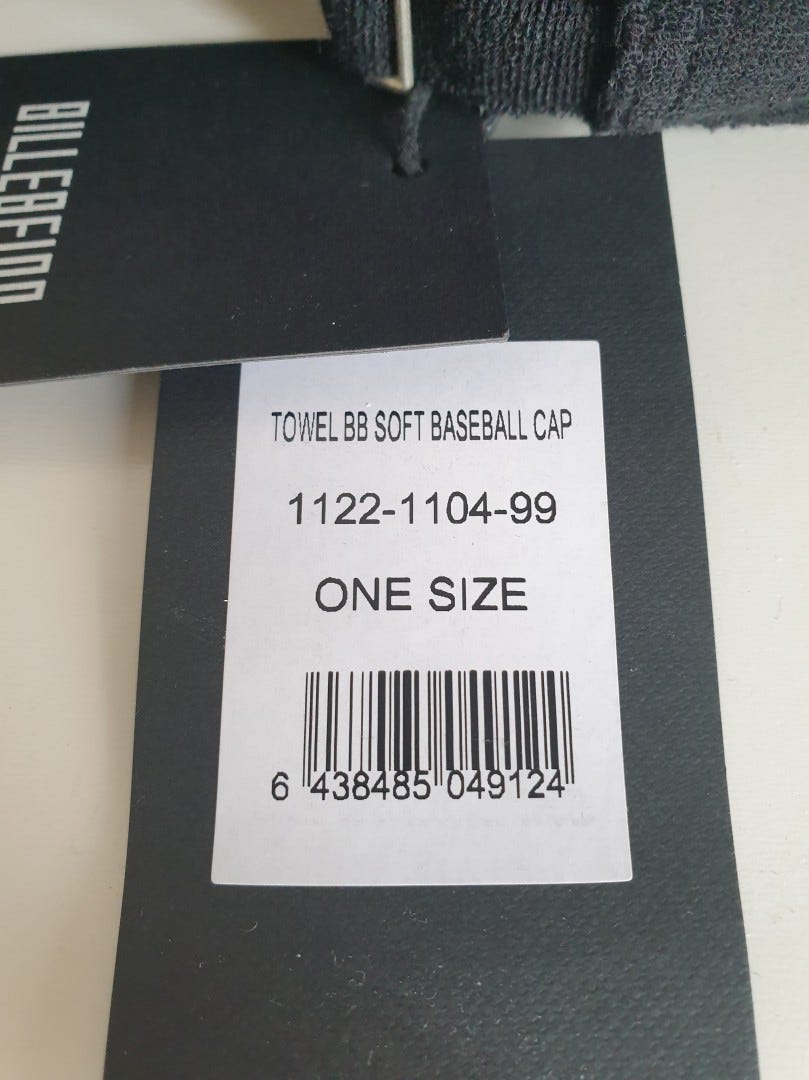 BILLEBEINO
TOWEL BB SOFT BASEBALL CAP
1122-1104-99
ONE SIZE
6 438485 049124